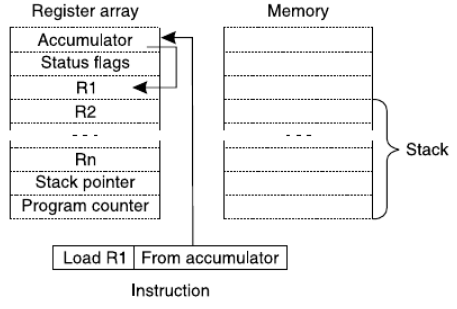 Register array
Memory
Accumulator
Status flags
R1
R2
- - -
- - -
Stack
Rn
Stack pointer
Program counter
Load R1 From accumulator
Instruction